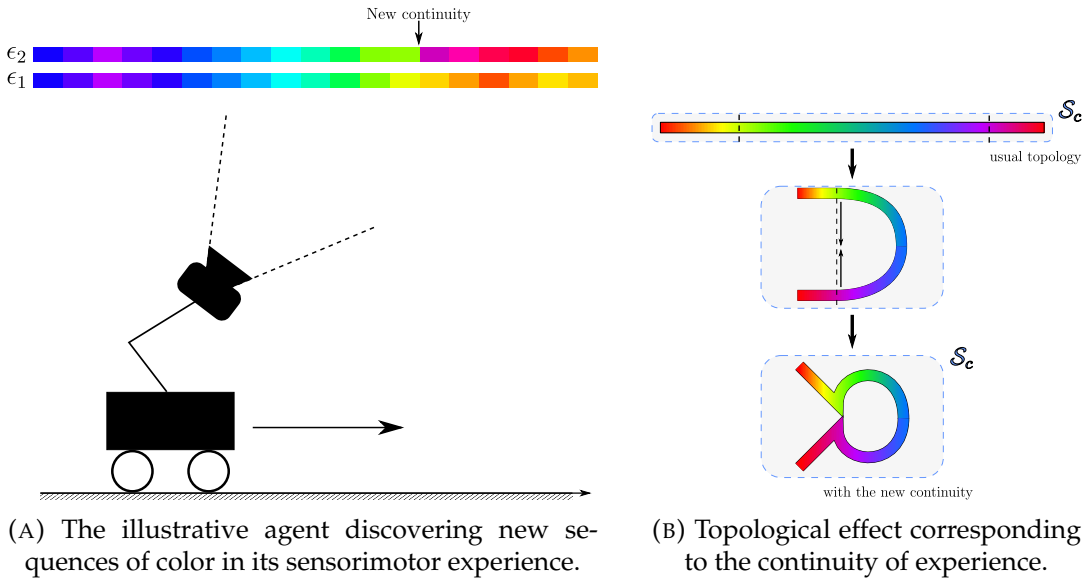 New continuity
ϵ₂
ϵ₁
𝒮𝒸
usual topology
𝒮𝒸
with the new continuity
(A) The illustrative agent discovering new se-
quences of color in its sensorimotor experience.
(B) Topological effect corresponding
to the continuity of experience.